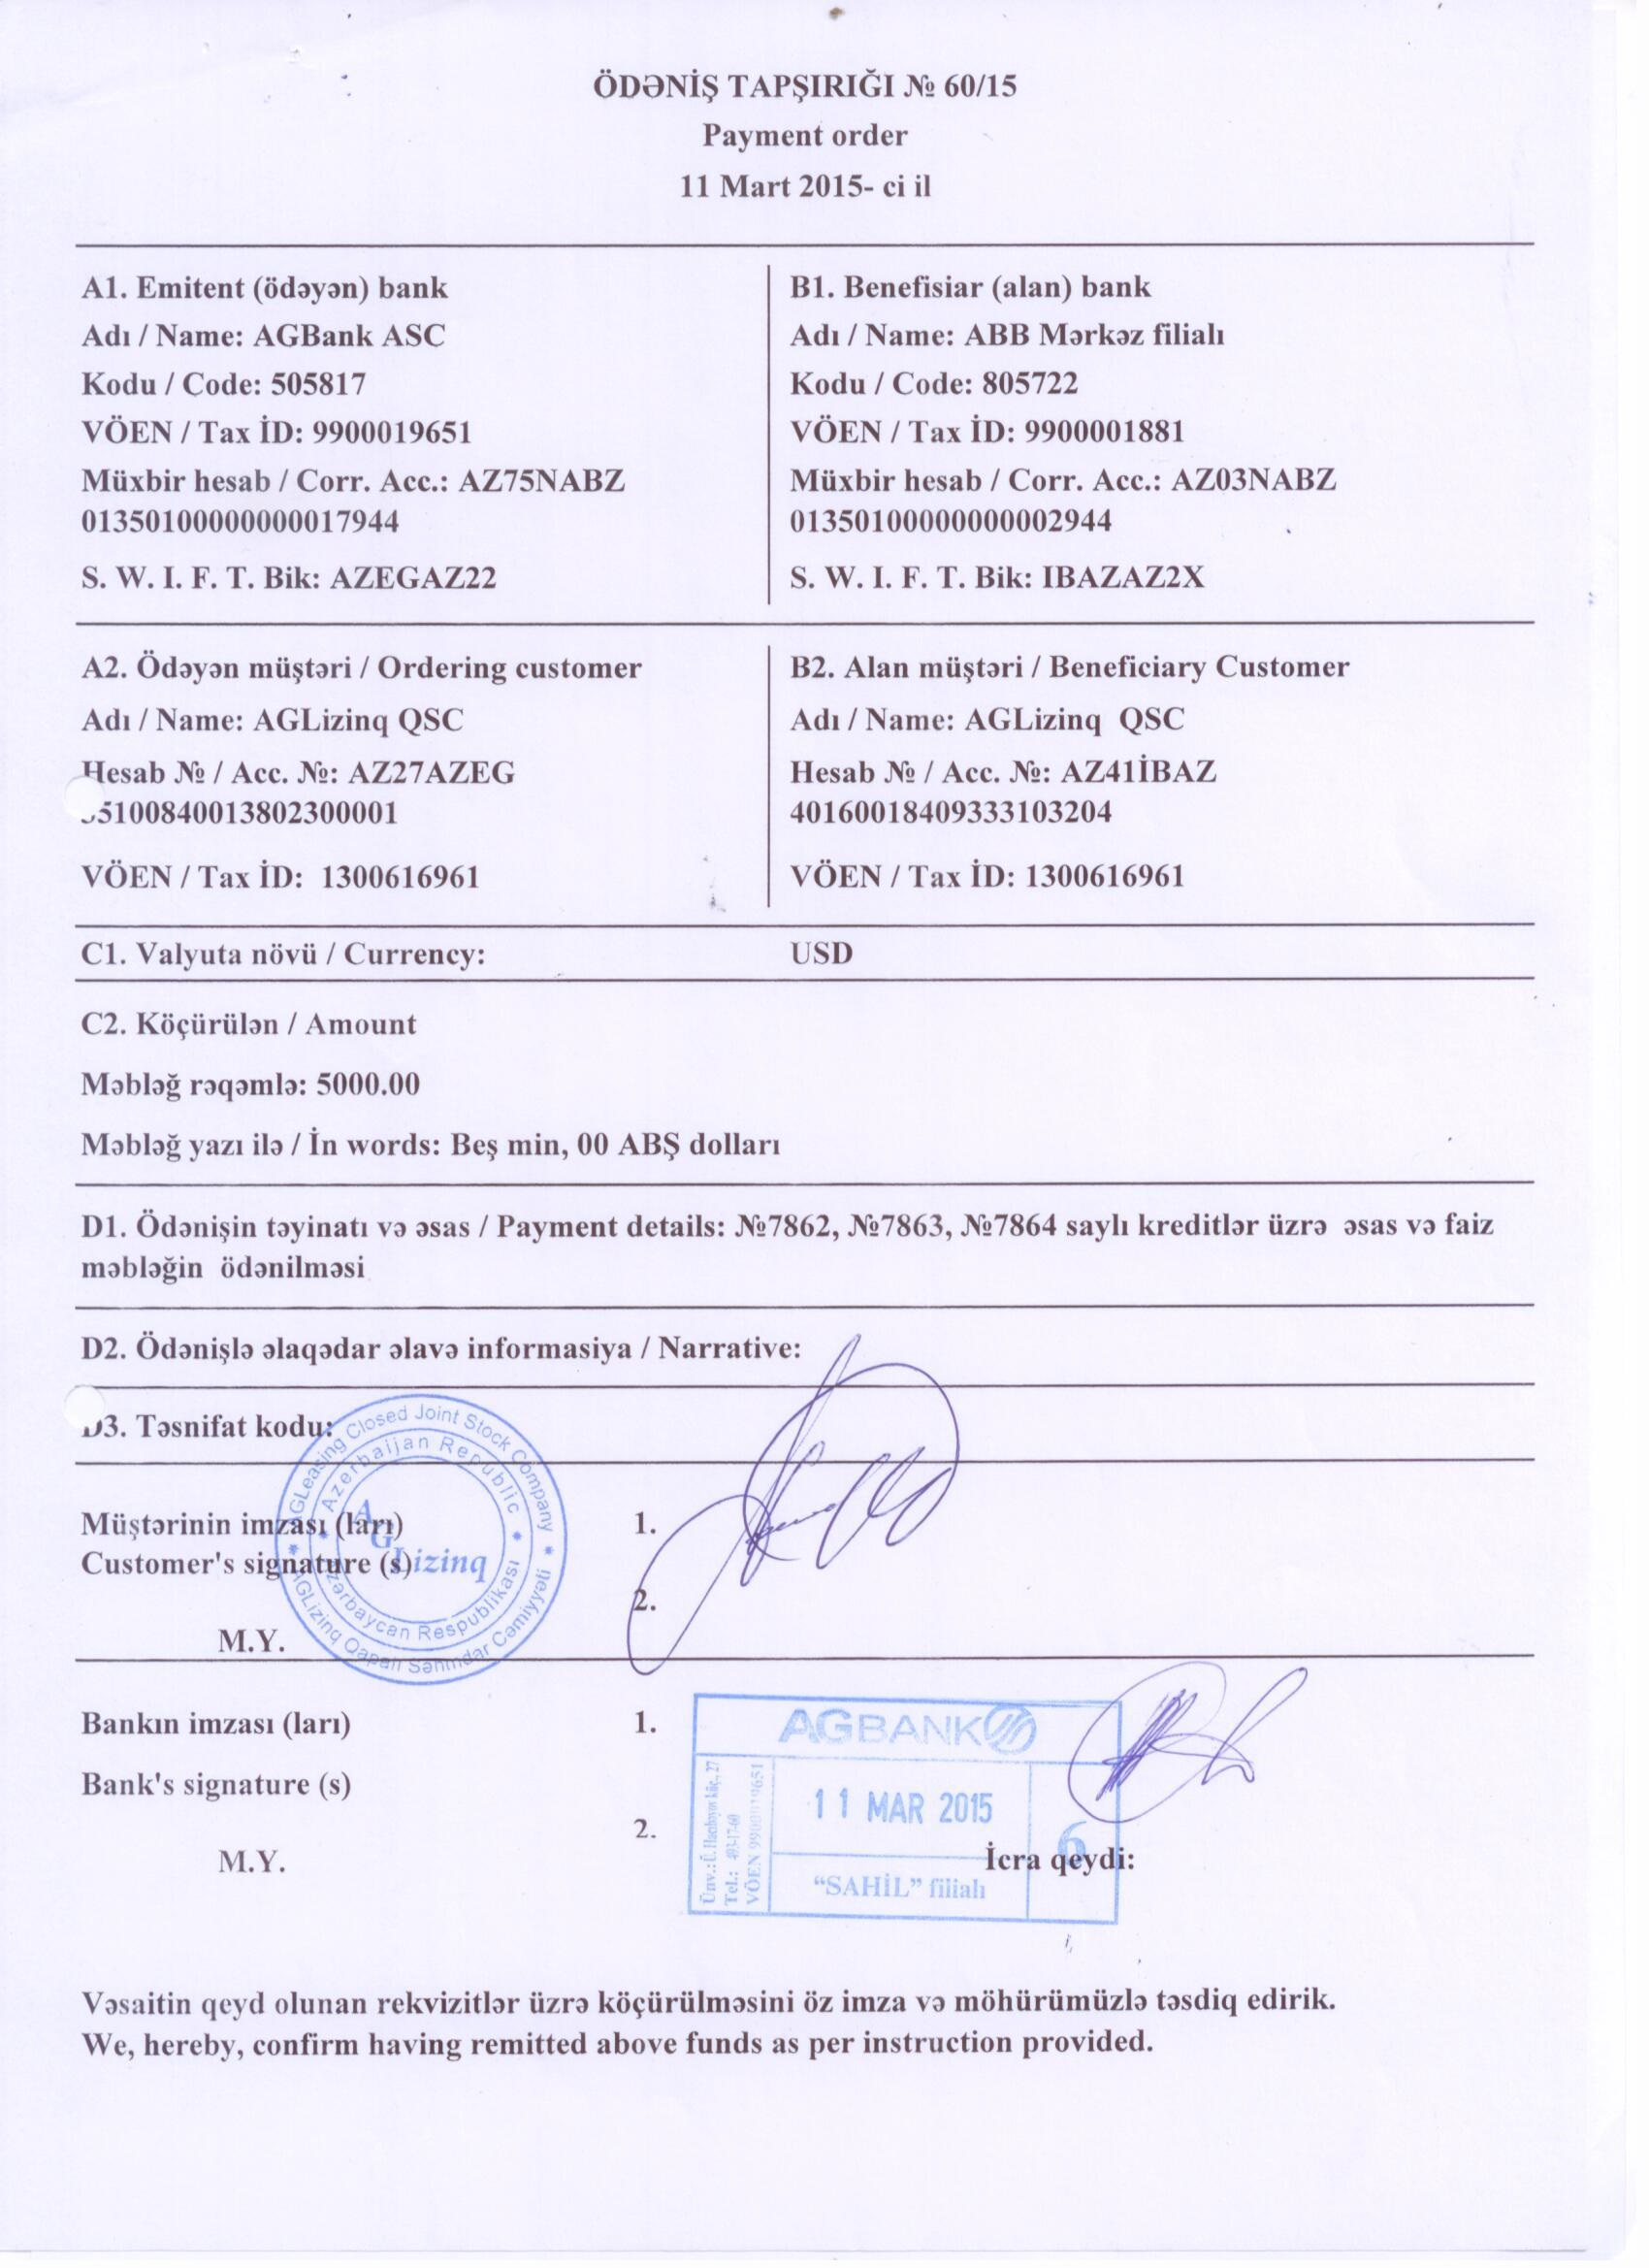 ÖDƏNİŞ TAPŞIRIĞI № 60/15
Payment order
11 Mart 2015- ci il
A1. Emitent (ödəyən) bank
Adı / Name: AGBank ASC
Kodu / Code: 505817
VÖEN / Tax İD: 9900019651
Müxbir hesab / Corr. Acc.: AZ75NABZ
01350100000000017944
S. W. I. F. T. Bik: AZEGAZ22
B1. Benefisiar (alan) bank
Adı / Name: ABB Mərkəz filialı
Kodu / Code: 805722
VÖEN / Tax İD: 9900001881
Müxbir hesab / Corr. Acc.: AZ03NABZ
01350100000000002944
S. W. I. F. T. Bik: IBAZAZ2X
A2. Ödəyən müştəri / Ordering customer
Adı / Name: AGLizinq QSC
Hesab № / Acc. №: AZ27AZEG
5100840013802300001
VÖEN / Tax İD: 1300616961
B2. Alan müştəri / Beneficiary Customer
Adı / Name: AGLizinq QSC
Hesab № / Acc. №: AZ41İBAZ
40160018409333103204
VÖEN / Tax İD: 1300616961
C1. Valyuta növü / Currency: USD
C2. Köçürülən / Amount
Məbləğ rəqəmlə: 5000.00
Məbləğ yazı ilə / İn words: Beş min, 00 ABŞ dolları
D1. Ödənişin təyinatı və əsas / Payment details: №7862, №7863, №7864 saylı kreditlər üzrə əsas və faiz
məbləğin ödənilməsi
D2. Ödənişlə əlaqədar əlavə informasiya / Narrative:
D3. Təsnifat kodu:
AGLeasing Closed Joint Stock Company
Azerbaijan Republic
AGLizinq
Azərbaycan Respublikası
AGLizinq Qapalı Səhmdar Cəmiyyəti
Müştərinin imzası (ları) 1.
Customer's signature (s)
2.
M.Y.
Bankın imzası (ları) 1.
Bank's signature (s)
2.
M.Y.
AGBANK
Tel.: 493-17-60
VÖEN 9900019651
11 MAR 2015
6
"SAHİL" filialı
İcra qeydi:
Vəsaitin qeyd olunan rekvizitlər üzrə köçürülməsini öz imza və möhürümüzlə təsdiq edirik.
We, hereby, confirm having remitted above funds as per instruction provided.